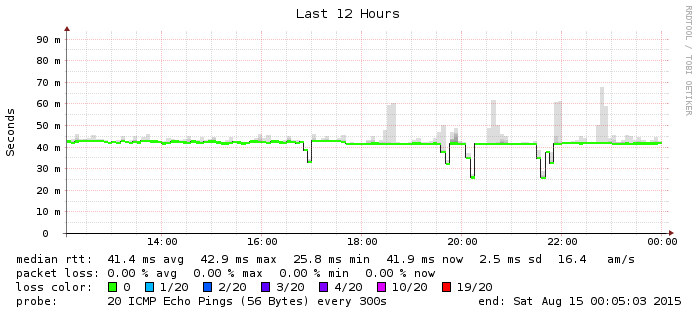 Last 12 Hours
RRDTOOL / TOBI OETIKER
Seconds
90 m
80 m
70 m
60 m
50 m
40 m
30 m
20 m
10 m
0
14:00 16:00 18:00 20:00 22:00 00:00
median rtt: 41.4 ms avg 42.9 ms max 25.8 ms min 41.9 ms now 2.5 ms sd 16.4 am/s
packet loss: 0.00 % avg 0.00 % max 0.00 % min 0.00 % now
loss color: 0 1/20 2/20 3/20 4/20 10/20 19/20
probe: 20 ICMP Echo Pings (56 Bytes) every 300s end: Sat Aug 15 00:05:03 2015